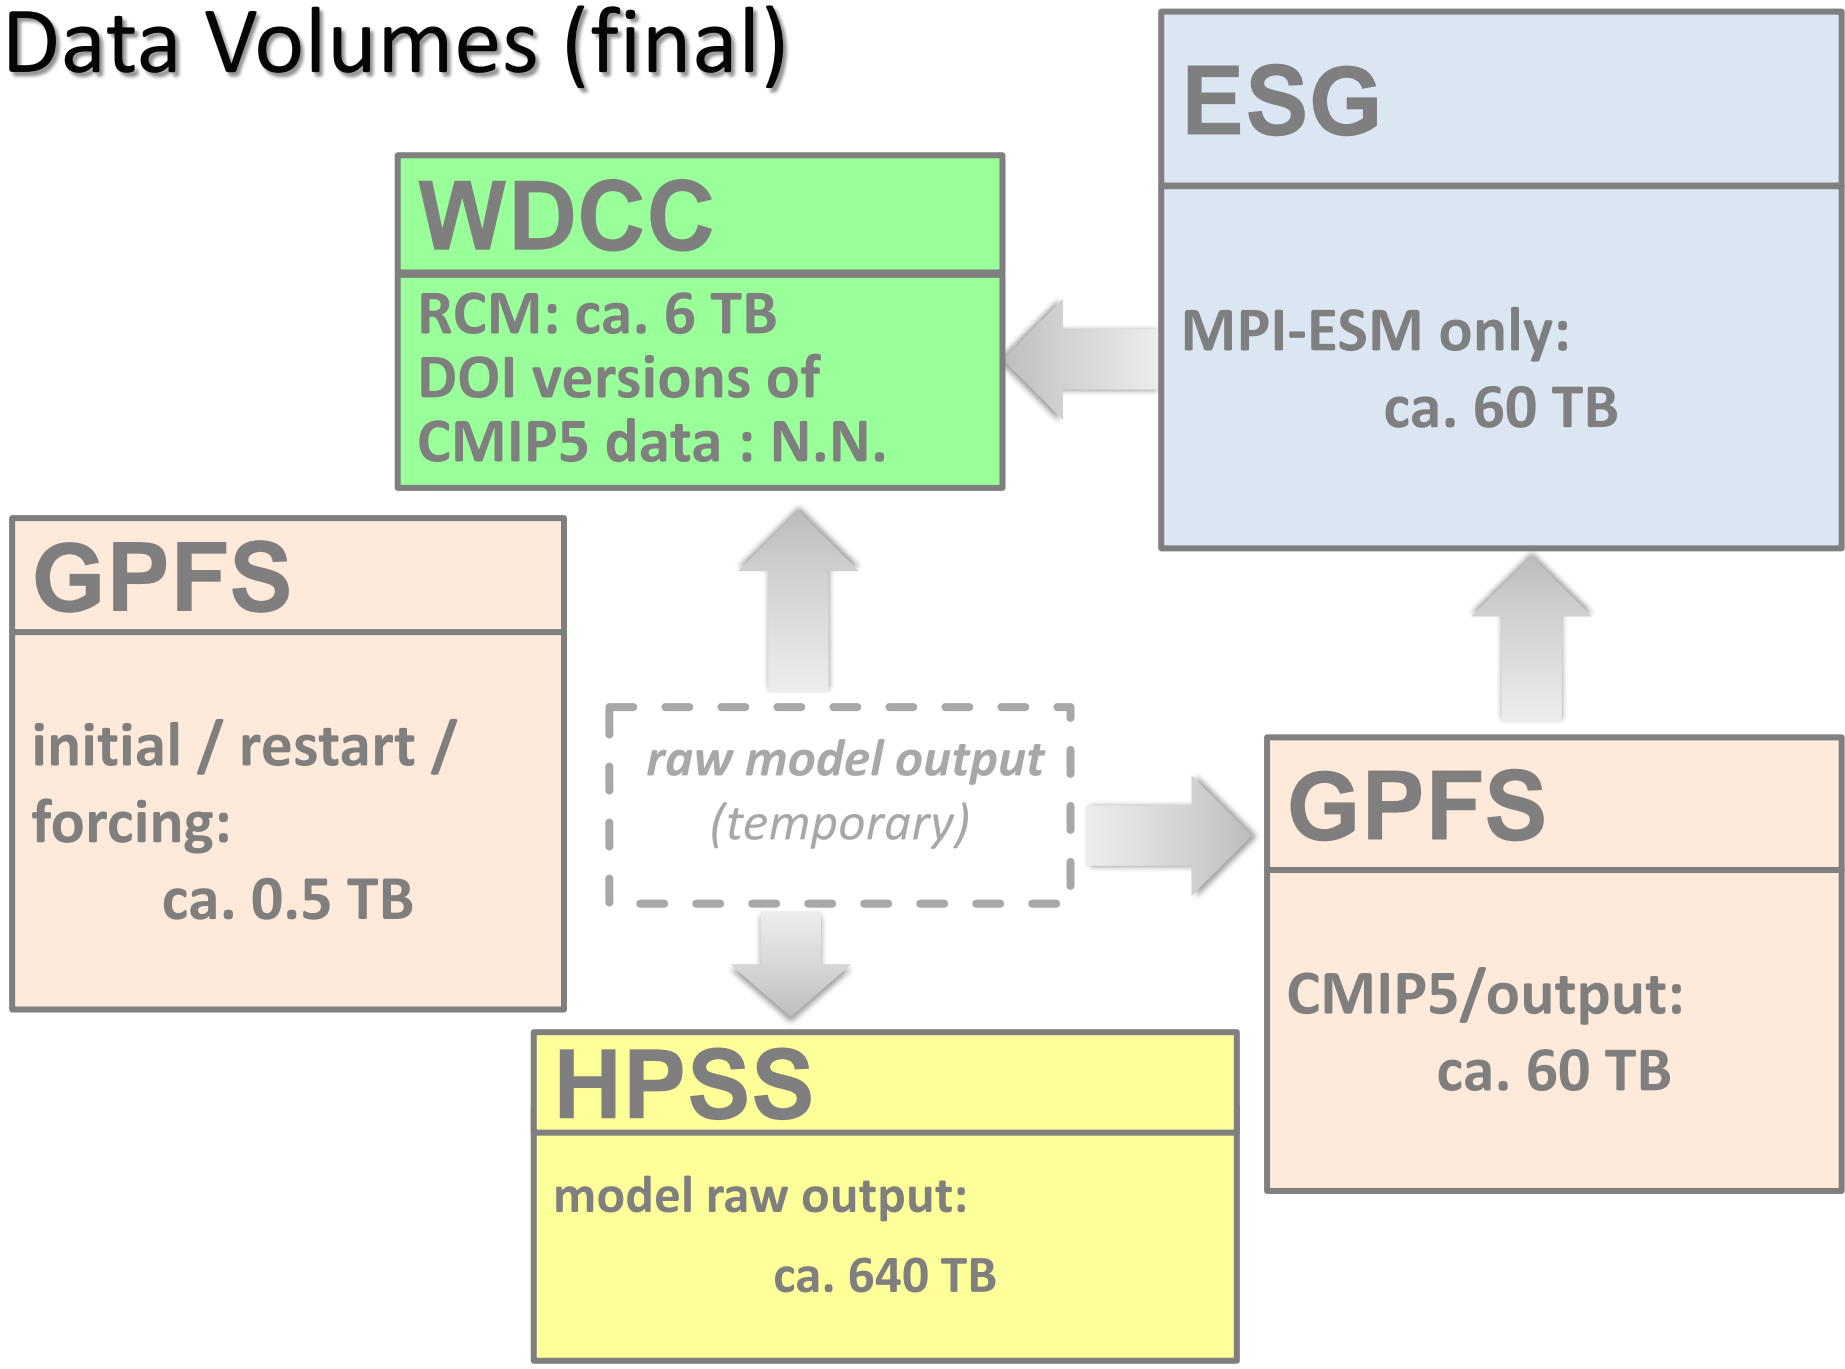 Data Volumes (final)
ESG
MPI-ESM only:
ca. 60 TB
WDCC
RCM: ca. 6 TB
DOI versions of
CMIP5 data : N.N.
GPFS
initial / restart /
forcing:
ca. 0.5 TB
raw model output
(temporary)
GPFS
CMIP5/output:
ca. 60 TB
HPSS
model raw output:
ca. 640 TB